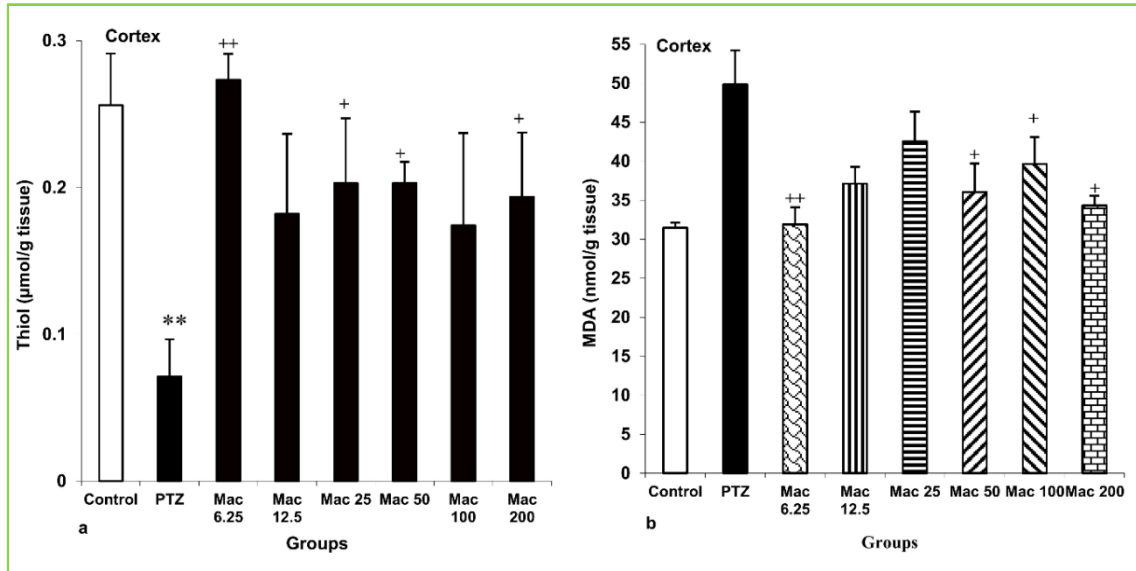 Cortex
Thiol (µmol/g tissue)
0.3
0.2
0.1
0
**
++
+
+
+
Control PTZ Mac 6.25 Mac 12.5 Mac 25 Mac 50 Mac 100 Mac 200
a
Groups
Cortex
MDA (nmol/g tissue)
55
50
45
40
35
30
25
20
15
10
5
0
++
+
+
+
Control PTZ Mac 6.25 Mac 12.5 Mac 25 Mac 50 Mac 100 Mac 200
b
Groups